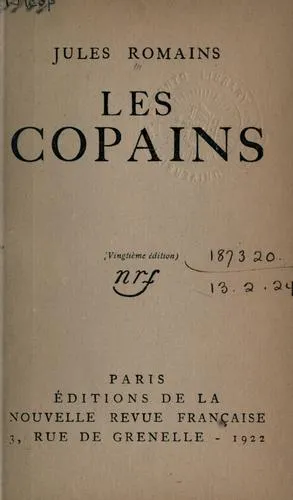 JULES ROMAINS
LES
COPAINS
(Vingtième édition)
nrf
187320
13.2.24
PARIS
ÉDITIONS DE LA
NOUVELLE REVUE FRANÇAISE
3, RUE DE GRENELLE - 1922